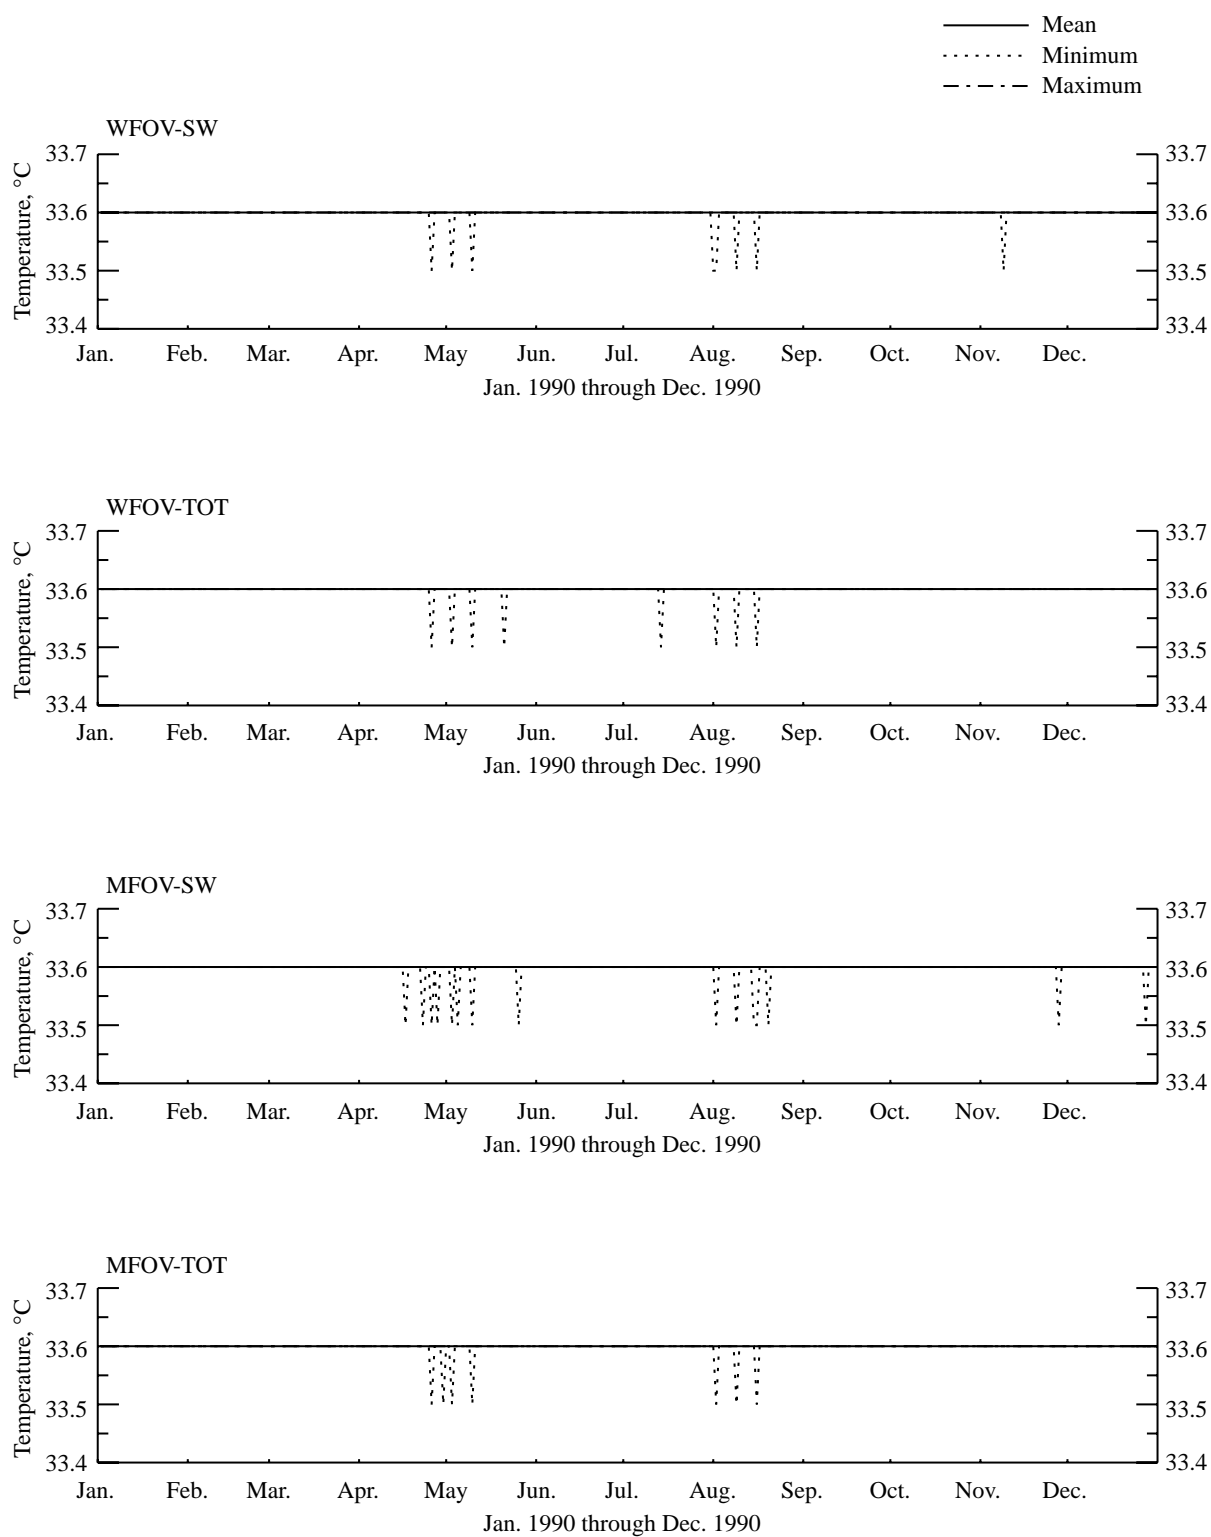 Mean
Minimum
Maximum
WFOV-SW
33.7 33.7
33.6 33.6
33.5 33.5
33.4 33.4
Temperature, °C
Jan. Feb. Mar. Apr. May Jun. Jul. Aug. Sep. Oct. Nov. Dec.
Jan. 1990 through Dec. 1990
WFOV-TOT
33.7 33.7
33.6 33.6
33.5 33.5
33.4 33.4
Temperature, °C
Jan. Feb. Mar. Apr. May Jun. Jul. Aug. Sep. Oct. Nov. Dec.
Jan. 1990 through Dec. 1990
MFOV-SW
33.7 33.7
33.6 33.6
33.5 33.5
33.4 33.4
Temperature, °C
Jan. Feb. Mar. Apr. May Jun. Jul. Aug. Sep. Oct. Nov. Dec.
Jan. 1990 through Dec. 1990
MFOV-TOT
33.7 33.7
33.6 33.6
33.5 33.5
33.4 33.4
Temperature, °C
Jan. Feb. Mar. Apr. May Jun. Jul. Aug. Sep. Oct. Nov. Dec.
Jan. 1990 through Dec. 1990